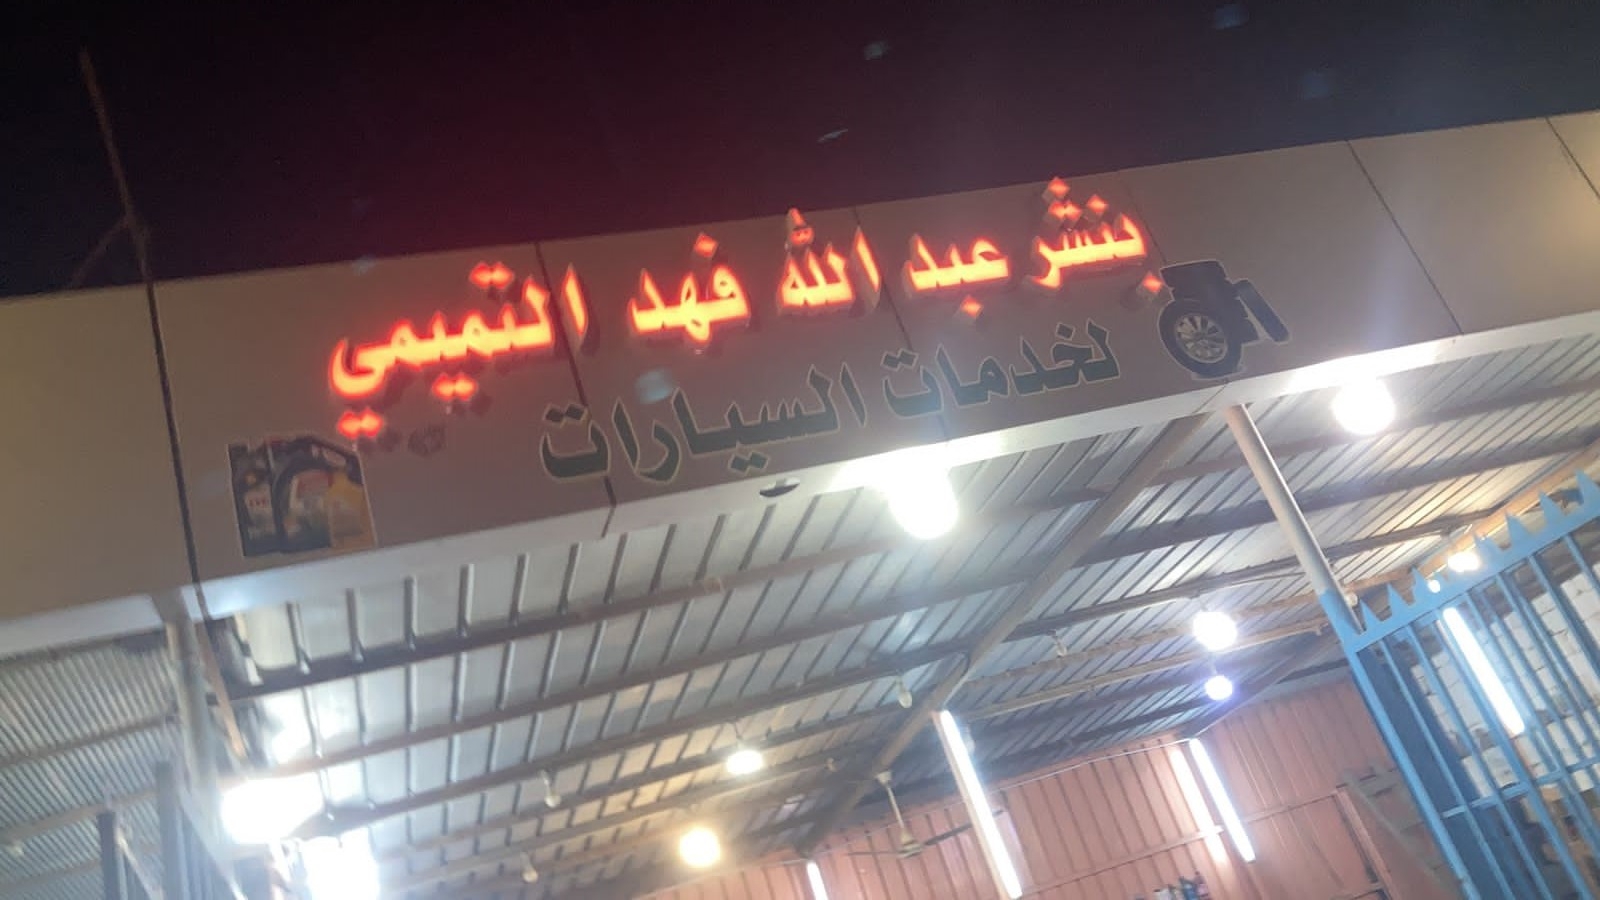 بنشر عبد الله فهد التميمي
لخدمات السيارات